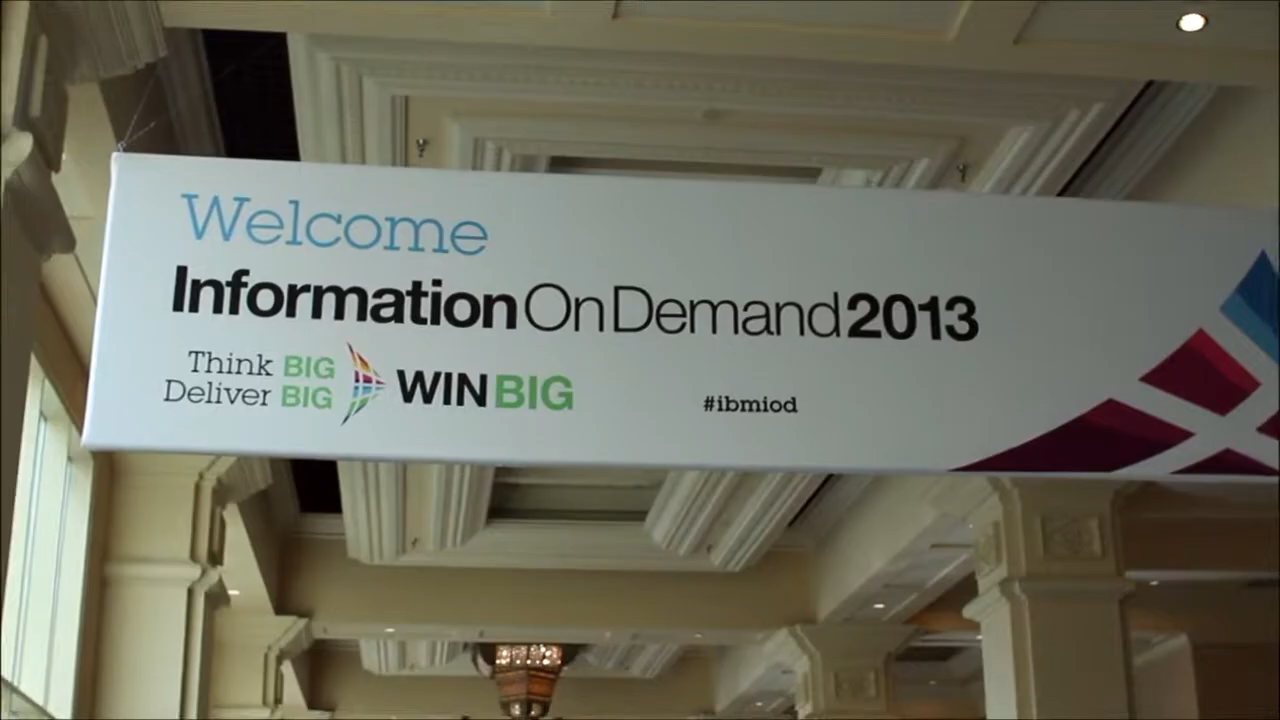 Welcome
Information On Demand 2013
Think BIG
Deliver BIG
WIN BIG
#ibmiod